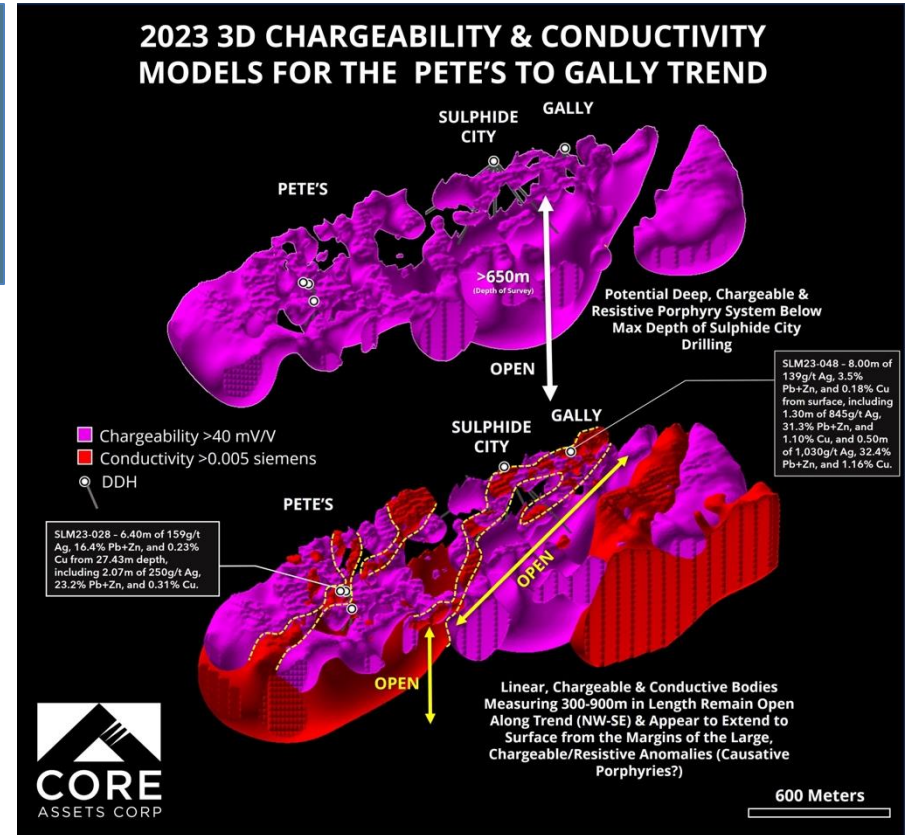 2023 3D CHARGEABILITY & CONDUCTIVITY
MODELS FOR THE PETE'S TO GALLY TREND
SULPHIDE
CITY
GALLY
PETE'S
>650m
(Depth of Survey)
Potential Deep, Chargeable &
Resistive Porphyry System Below
Max Depth of Sulphide City
Drilling
OPEN
SLM23-048 – 8.00m of
139g/t Ag, 3.5%
Pb+Zn, and 0.18% Cu
from surface, including
1.30m of 845g/t Ag,
31.3% Pb+Zn, and
1.10% Cu, and 0.50m
of 1,030g/t Ag, 32.4%
Pb+Zn, and 1.16% Cu.
SULPHIDE
CITY
GALLY
Chargeability >40 mV/V
Conductivity >0.005 siemens
DDH
PETE'S
SLM23-028 – 6.40m of 159g/t
Ag, 16.4% Pb+Zn, and 0.23%
Cu from 27.43m depth,
including 2.07m of 250g/t Ag,
23.2% Pb+Zn, and 0.31% Cu.
OPEN
OPEN
Linear, Chargeable & Conductive Bodies
Measuring 300-900m in Length Remain Open
Along Trend (NW-SE) & Appear to Extend to
Surface from the Margins of the Large,
Chargeable/Resistive Anomalies (Causative
Porphyries?)
CORE
ASSETS CORP
600 Meters